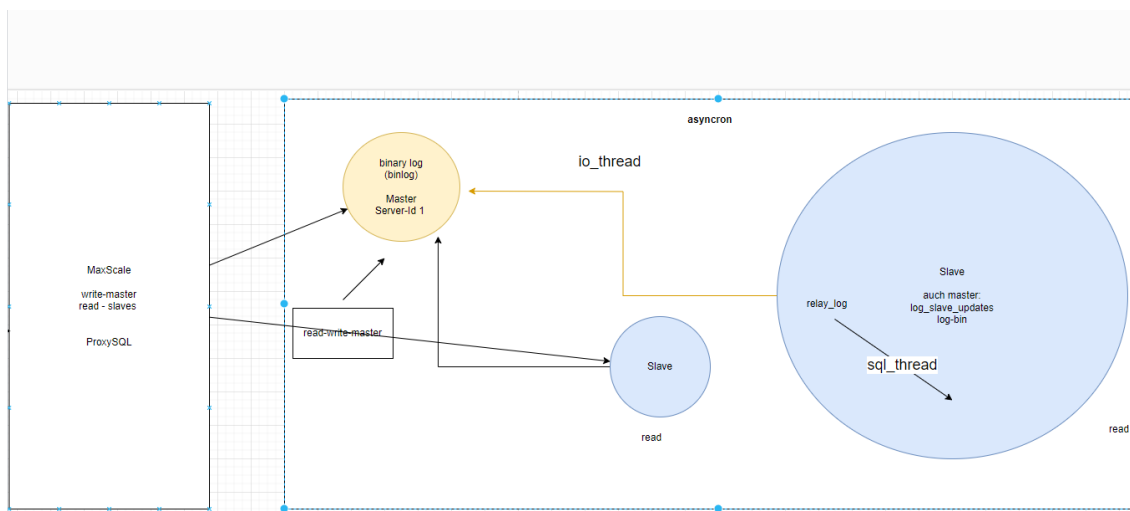 asyncron
binary log
(binlog)
Master
Server-Id 1
io_thread
MaxScale
write-master
read - slaves
ProxySQL
read-write-master
Slave
read
Slave
auch master:
log_slave_updates
log-bin
relay_log
sql_thread
read